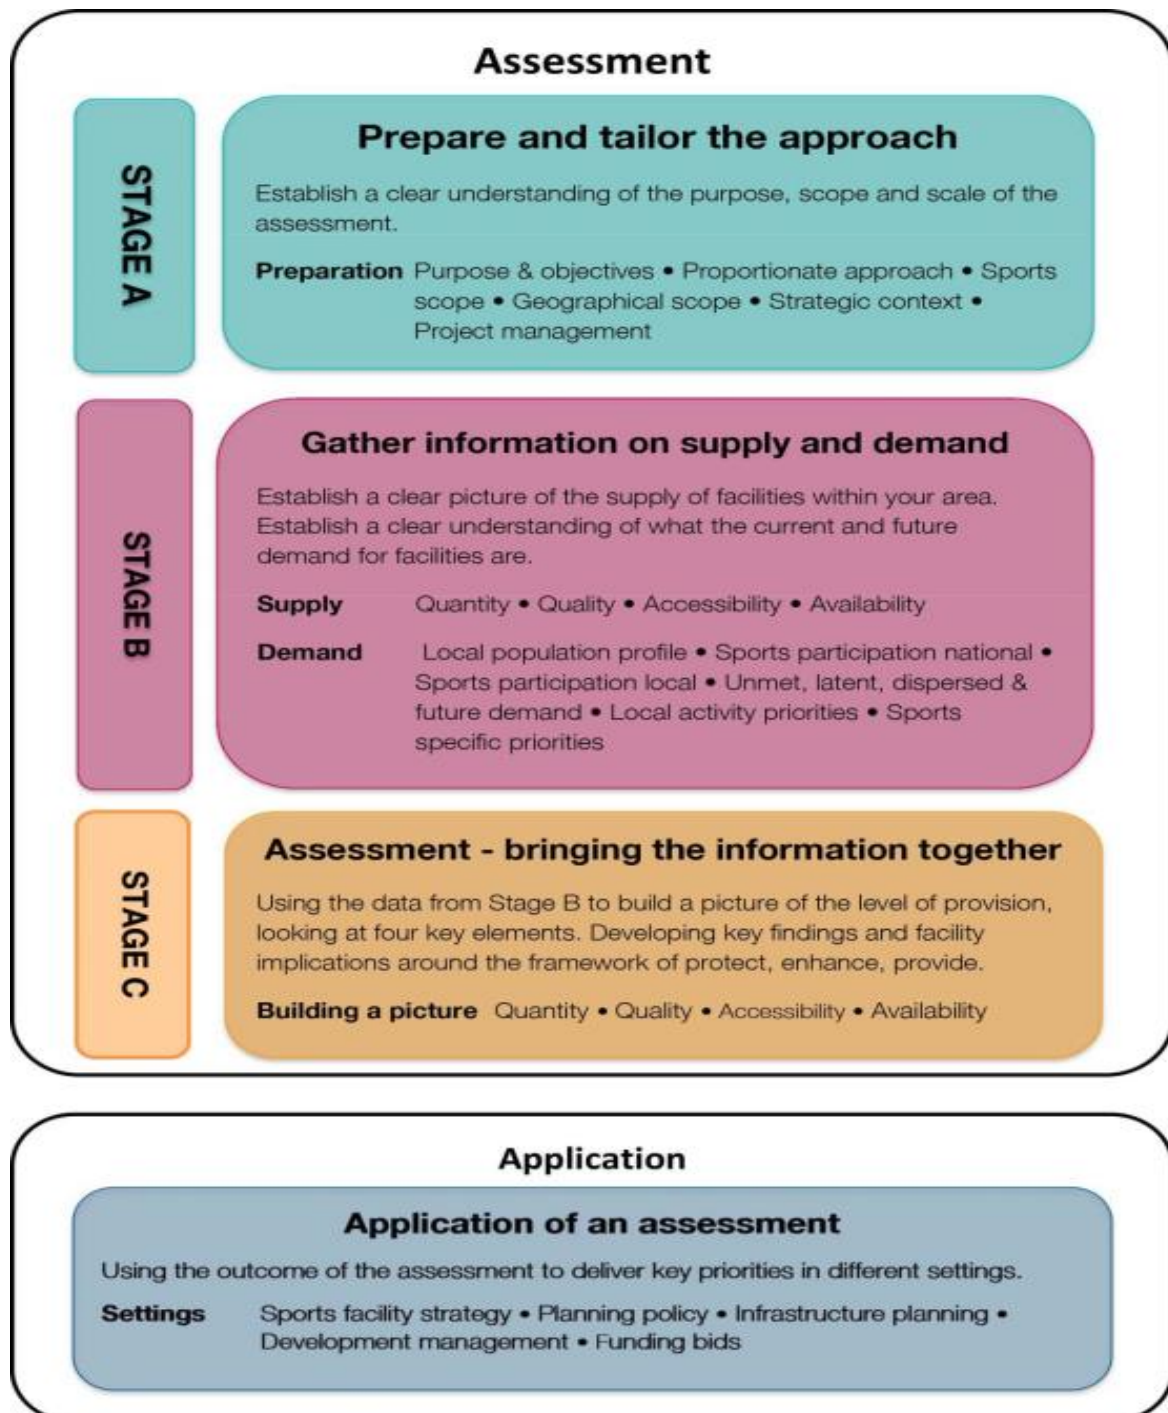 Assessment
STAGE A
Prepare and tailor the approach
Establish a clear understanding of the purpose, scope and scale of the
assessment.
Preparation Purpose & objectives • Proportionate approach • Sports
scope • Geographical scope • Strategic context •
Project management
STAGE B
Gather information on supply and demand
Establish a clear picture of the supply of facilities within your area.
Establish a clear understanding of what the current and future
demand for facilities are.
Supply Quantity • Quality • Accessibility • Availability
Demand Local population profile • Sports participation national •
Sports participation local • Unmet, latent, dispersed &
future demand • Local activity priorities • Sports
specific priorities
STAGE C
Assessment - bringing the information together
Using the data from Stage B to build a picture of the level of provision,
looking at four key elements. Developing key findings and facility
implications around the framework of protect, enhance, provide.
Building a picture Quantity • Quality • Accessibility • Availability
Application
Application of an assessment
Using the outcome of the assessment to deliver key priorities in different settings.
Settings Sports facility strategy • Planning policy • Infrastructure planning •
Development management • Funding bids